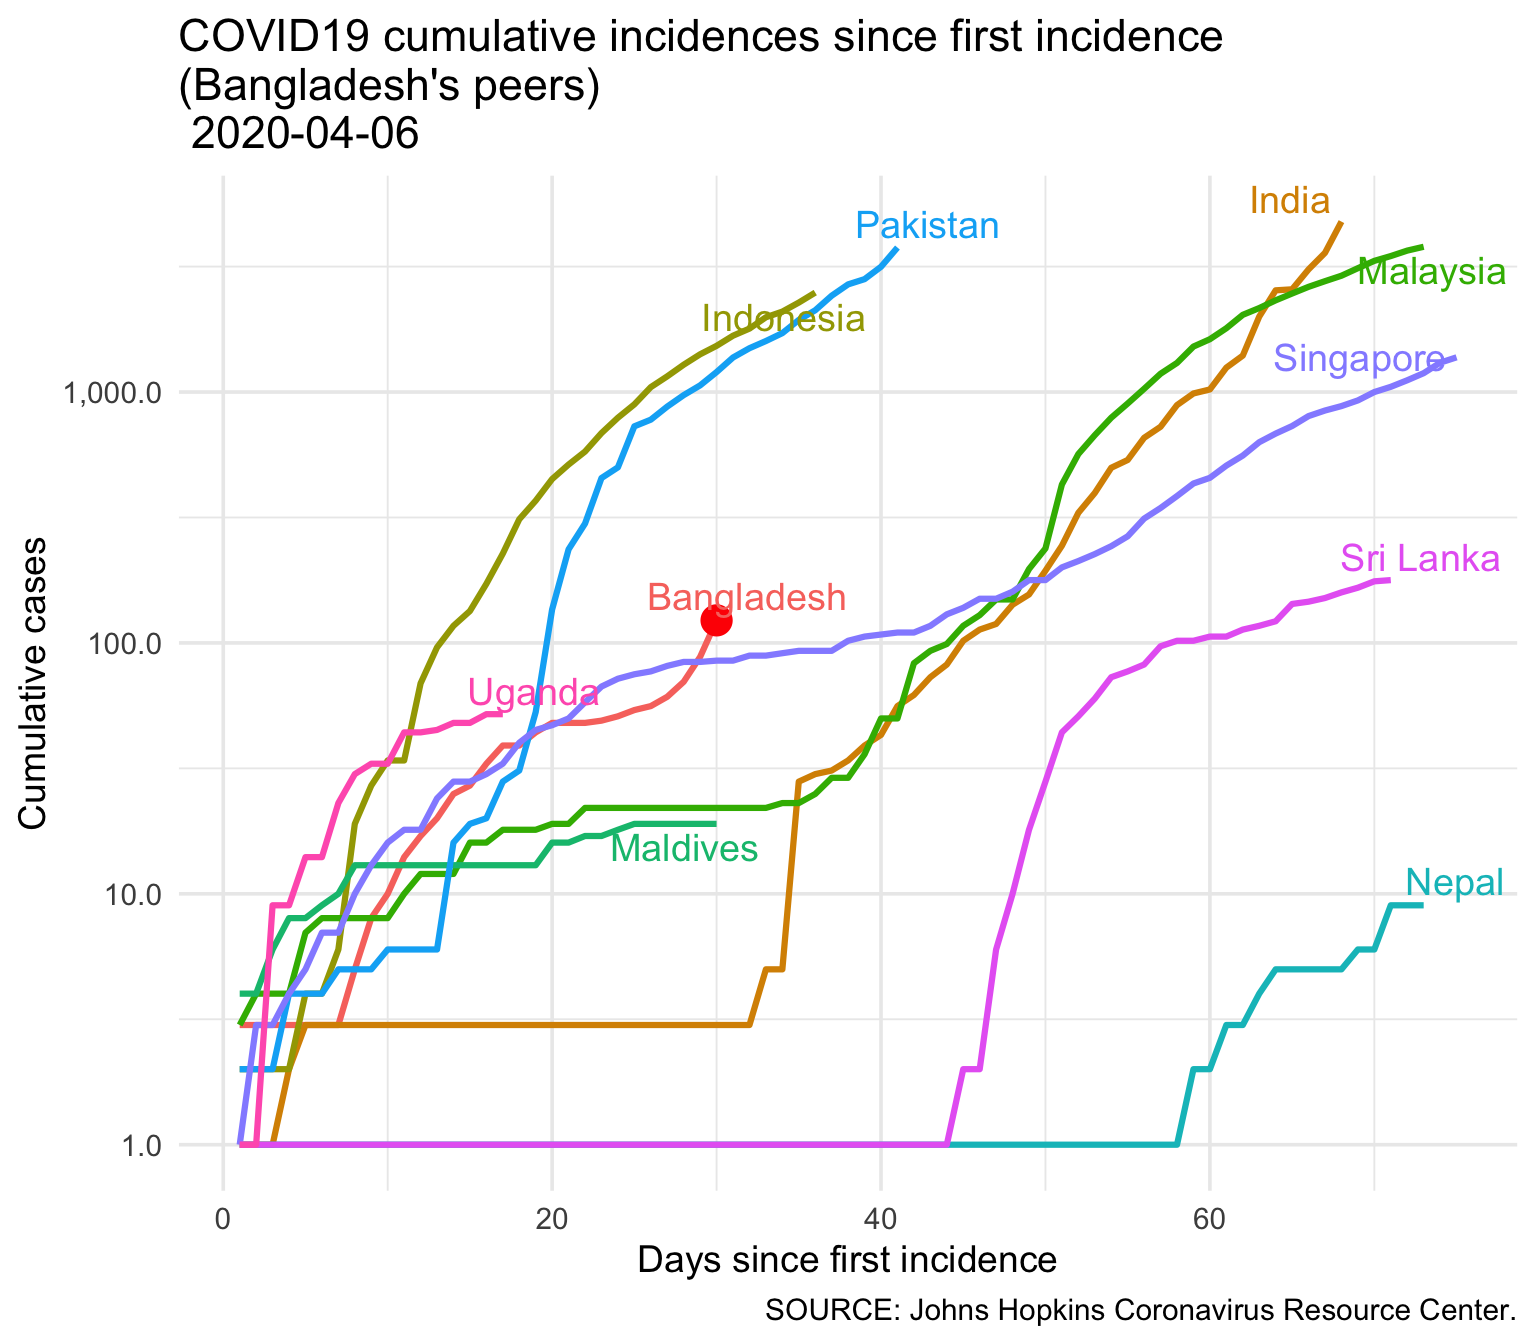 COVID19 cumulative incidences since first incidence
(Bangladesh's peers)
2020-04-06
India
Pakistan
Malaysia
Indonesia
Singapore
1,000.0
Sri Lanka
Bangladesh
100.0
Uganda
Maldives
Nepal
10.0
1.0
Cumulative cases
0 20 40 60
Days since first incidence
SOURCE: Johns Hopkins Coronavirus Resource Center.